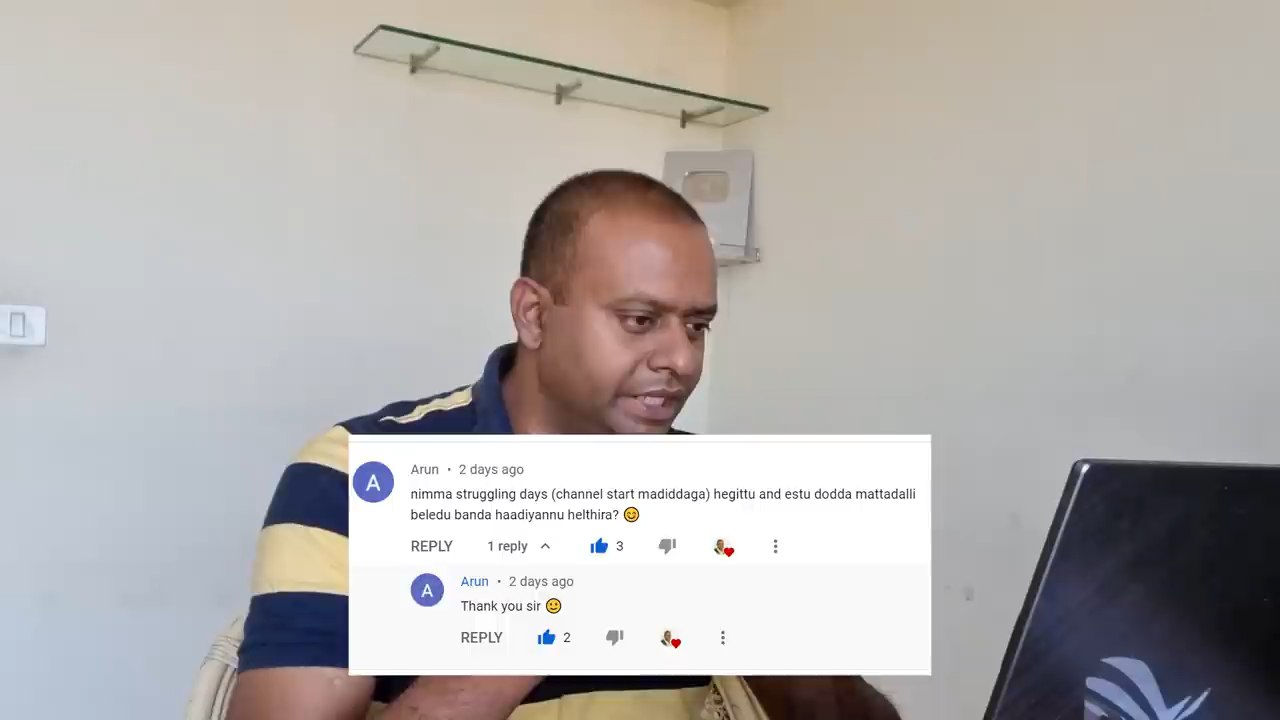 Arun • 2 days ago
nimma struggling days (channel start madiddaga) hegittu and estu dodda mattadalli
beledu banda haadiyannu helthira? 😊
REPLY 1 reply 3
A
Arun • 2 days ago
Thank you sir 🙂
REPLY 2
A